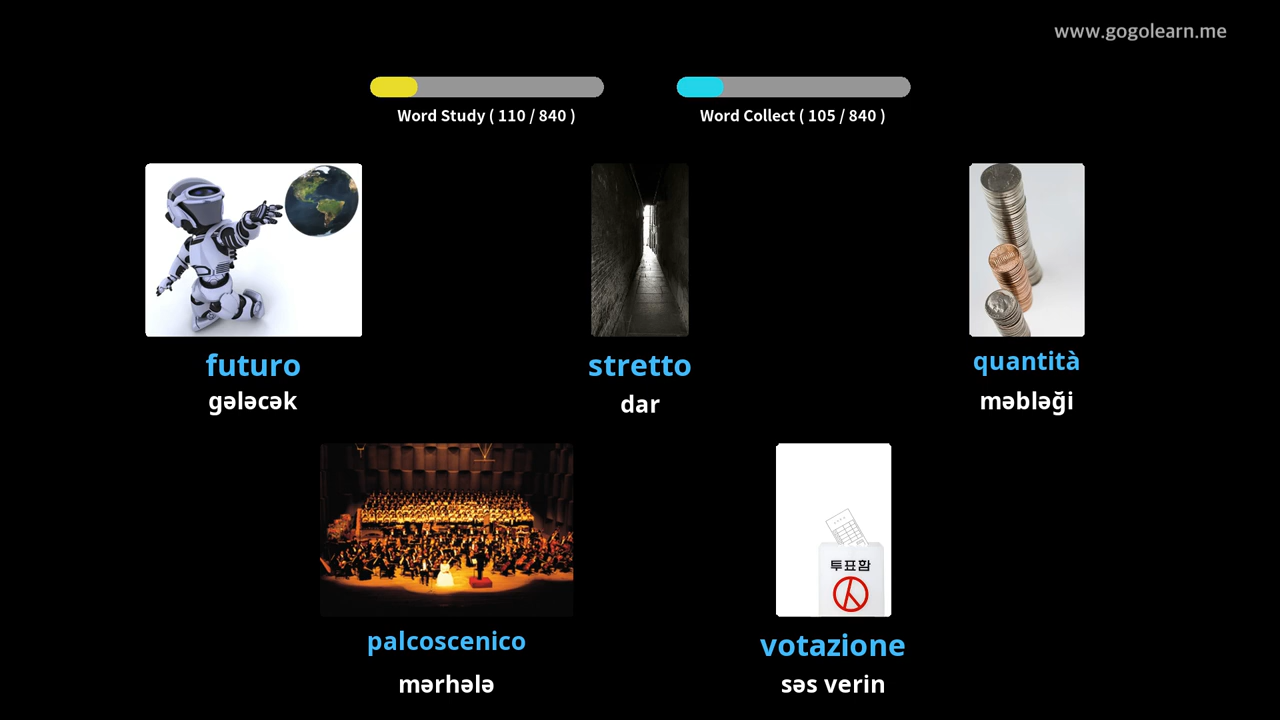 www.gogolearn.me
Word Study ( 110 / 840 )
Word Collect ( 105 / 840 )
futuro
gələcək
stretto
dar
quantità
məbləği
투표함
palcoscenico
mərhələ
votazione
səs verin